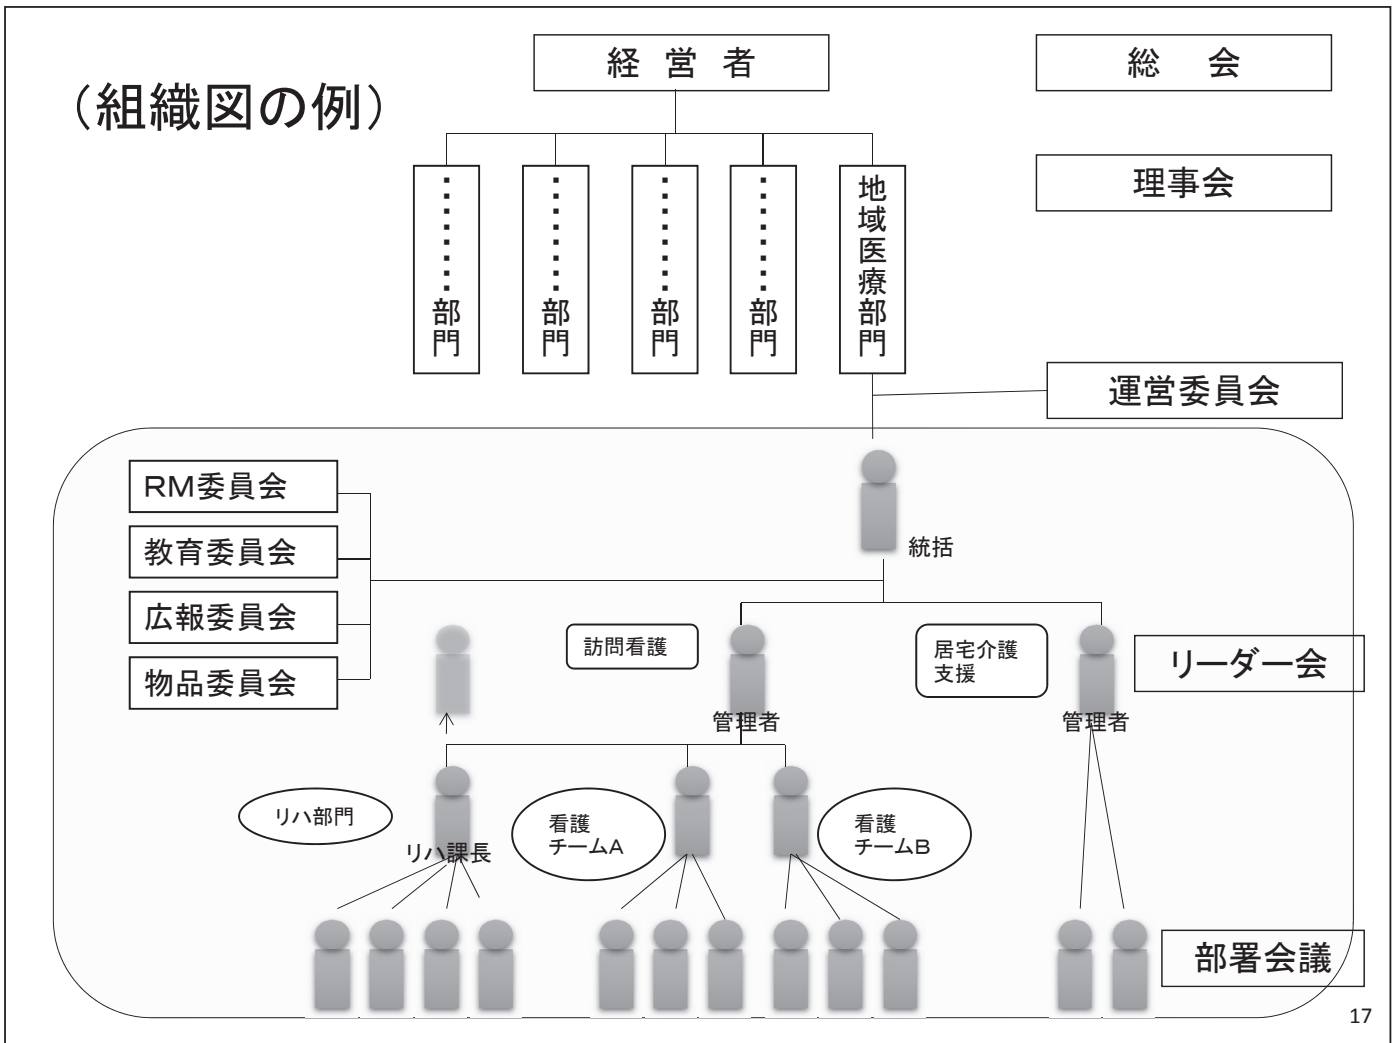 (組織図の例)
経 営 者
総 会
理事会
⋮⋮⋮部門
⋮⋮⋮部門
⋮⋮⋮部門
⋮⋮⋮部門
地域医療部門
運営委員会
RM委員会
教育委員会
広報委員会
物品委員会
統括
訪問看護
管理者
居宅介護
支援
管理者
リーダー会
リハ部門
リハ課長
看護
チームA
看護
チームB
部署会議
17